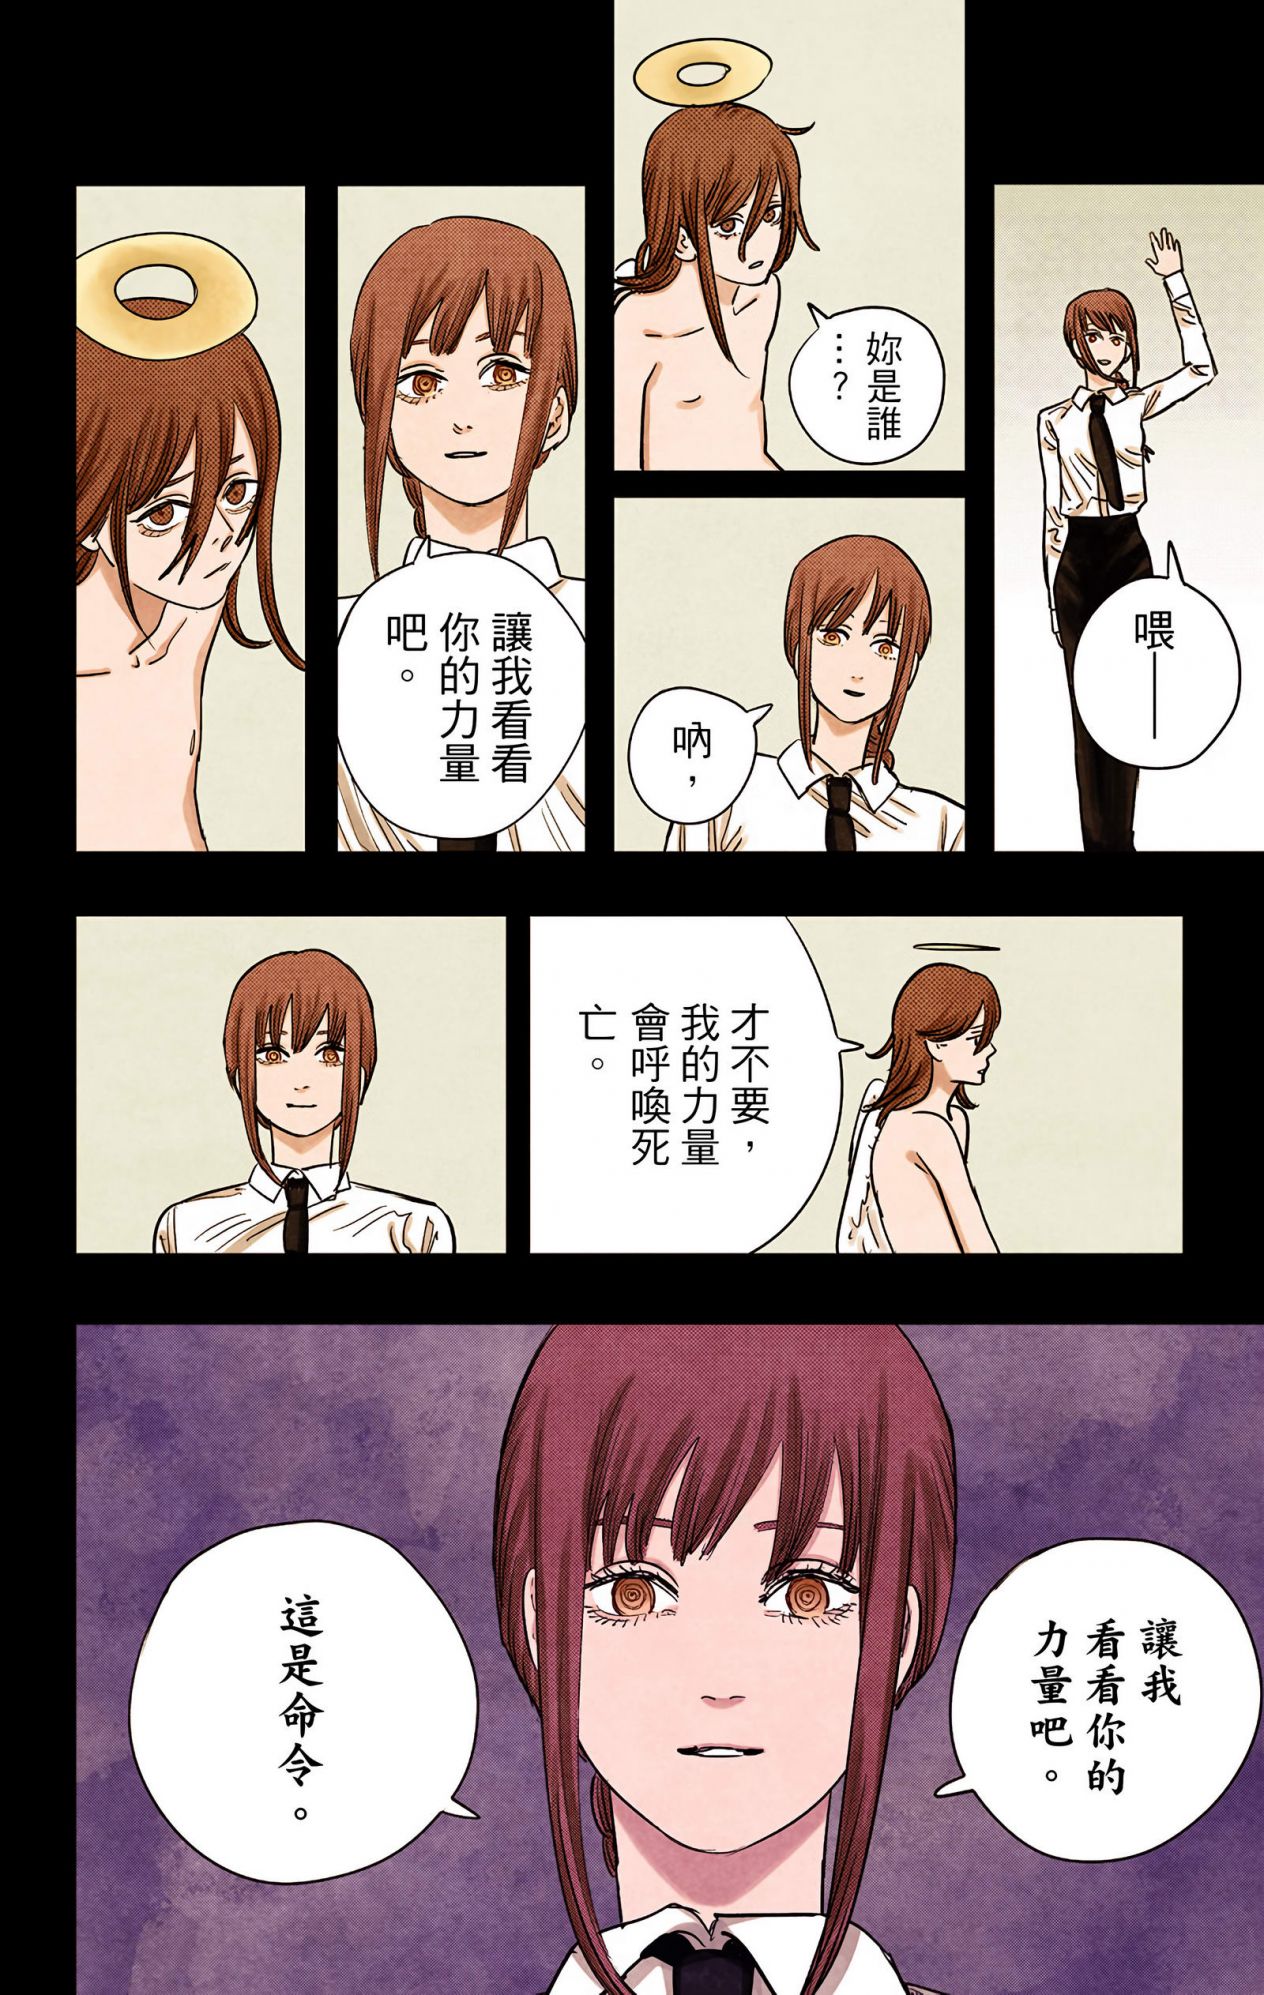 喂——
妳是誰
…？
吶，
讓我看看
你的力量
吧。
才不要，
我的力量
會呼喚死
亡。
讓我
看看你的
力量吧。
這是命令。